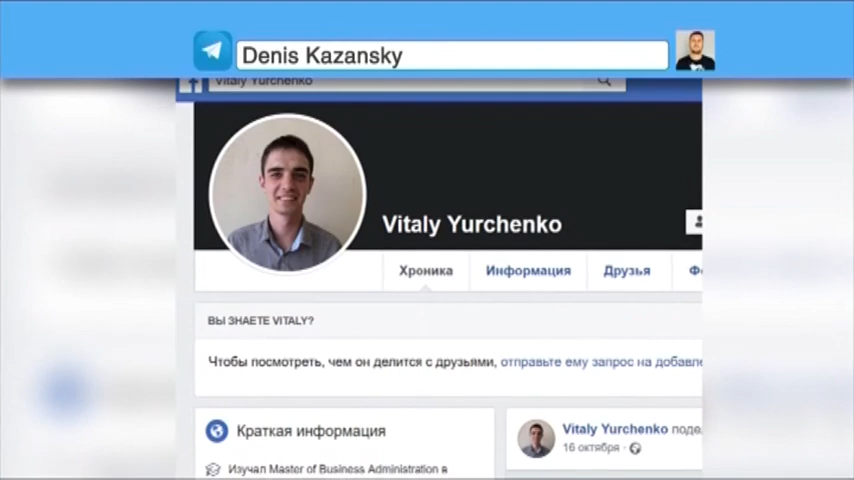 Denis Kazansky
Vitaly Yurchenko
Vitaly Yurchenko
Хроника Информация Друзья
ВЫ ЗНАЕТЕ VITALY?
Чтобы посмотреть, чем он делится с друзьями, отправьте ему запрос на добавле
Краткая информация
Vitaly Yurchenko поде
16 октября
Изучал Master of Business Administration в